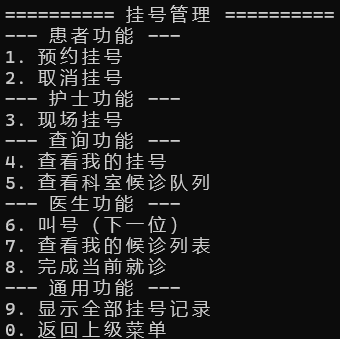 ========== 挂号管理 ==========
--- 患者功能 ---
1. 预约挂号
2. 取消挂号
--- 护士功能 ---
3. 现场挂号
--- 查询功能 ---
4. 查看我的挂号
5. 查看科室候诊队列
--- 医生功能 ---
6. 叫号（下一位）
7. 查看我的候诊列表
8. 完成当前就诊
--- 通用功能 ---
9. 显示全部挂号记录
0. 返回上级菜单